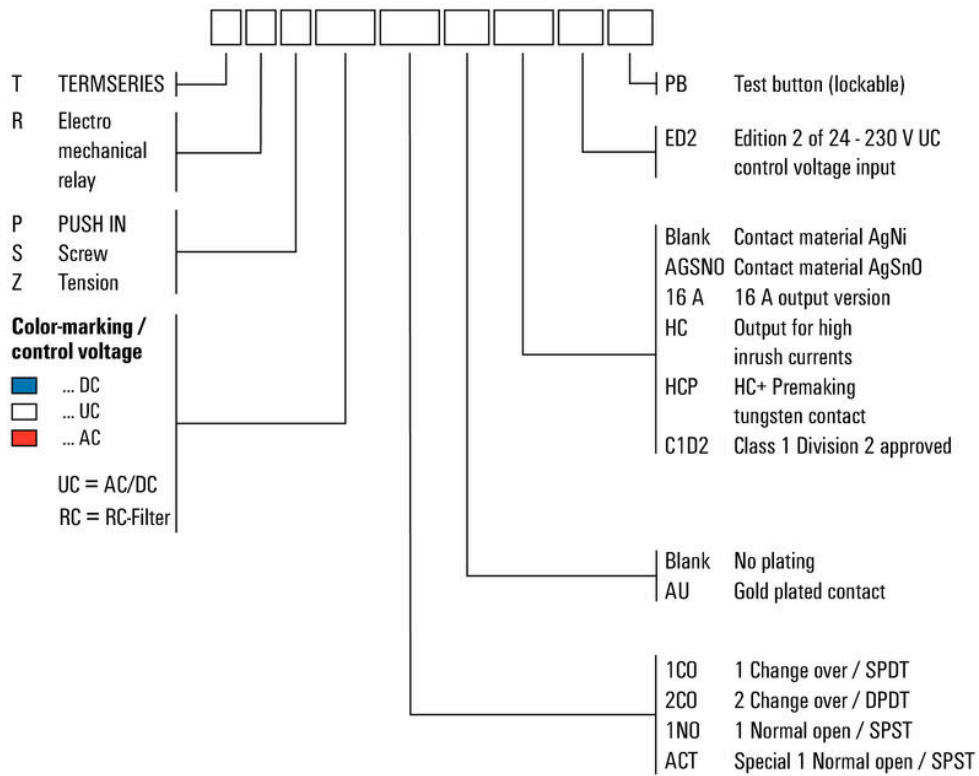 T TERMSERIES
R Electro
mechanical
relay
P PUSH IN
S Screw
Z Tension
Color-marking /
control voltage
... DC
... UC
... AC
UC = AC/DC
RC = RC-Filter
PB Test button (lockable)
ED2 Edition 2 of 24 - 230 V UC
control voltage input
Blank Contact material AgNi
AGSNO Contact material AgSnO
16 A 16 A output version
HC Output for high
inrush currents
HCP HC+ Premaking
tungsten contact
C1D2 Class 1 Division 2 approved
Blank No plating
AU Gold plated contact
1CO 1 Change over / SPDT
2CO 2 Change over / DPDT
1NO 1 Normal open / SPST
ACT Special 1 Normal open / SPST